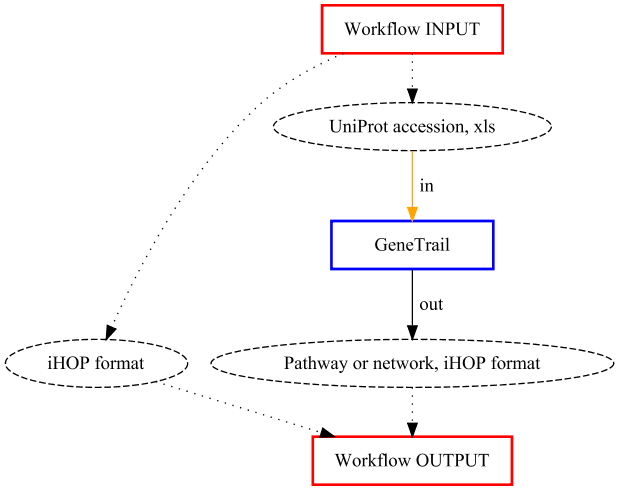 Workflow INPUT
UniProt accession, xls
in
GeneTrail
out
iHOP format
Pathway or network, iHOP format
Workflow OUTPUT